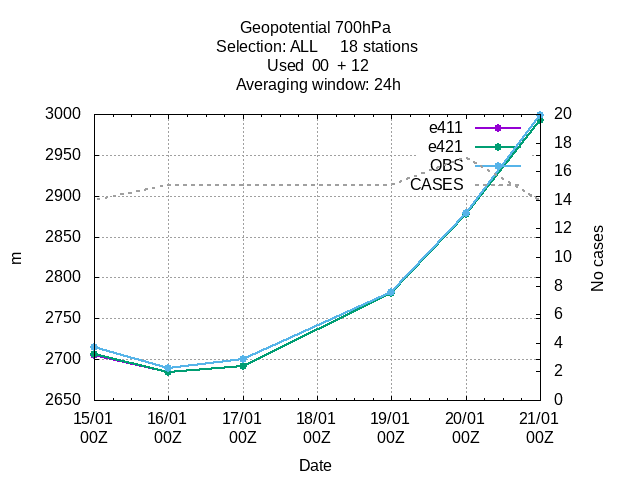 Geopotential 700hPa
Selection: ALL     18 stations
Used  00  + 12
Averaging window: 24h
3000
2950
2900
2850
2800
2750
2700
2650
m
20
18
16
14
12
10
8
6
4
2
0
No cases
e411
e421
OBS
CASES
15/01 16/01 17/01 18/01 19/01 20/01 21/01
00Z 00Z 00Z 00Z 00Z 00Z 00Z
Date